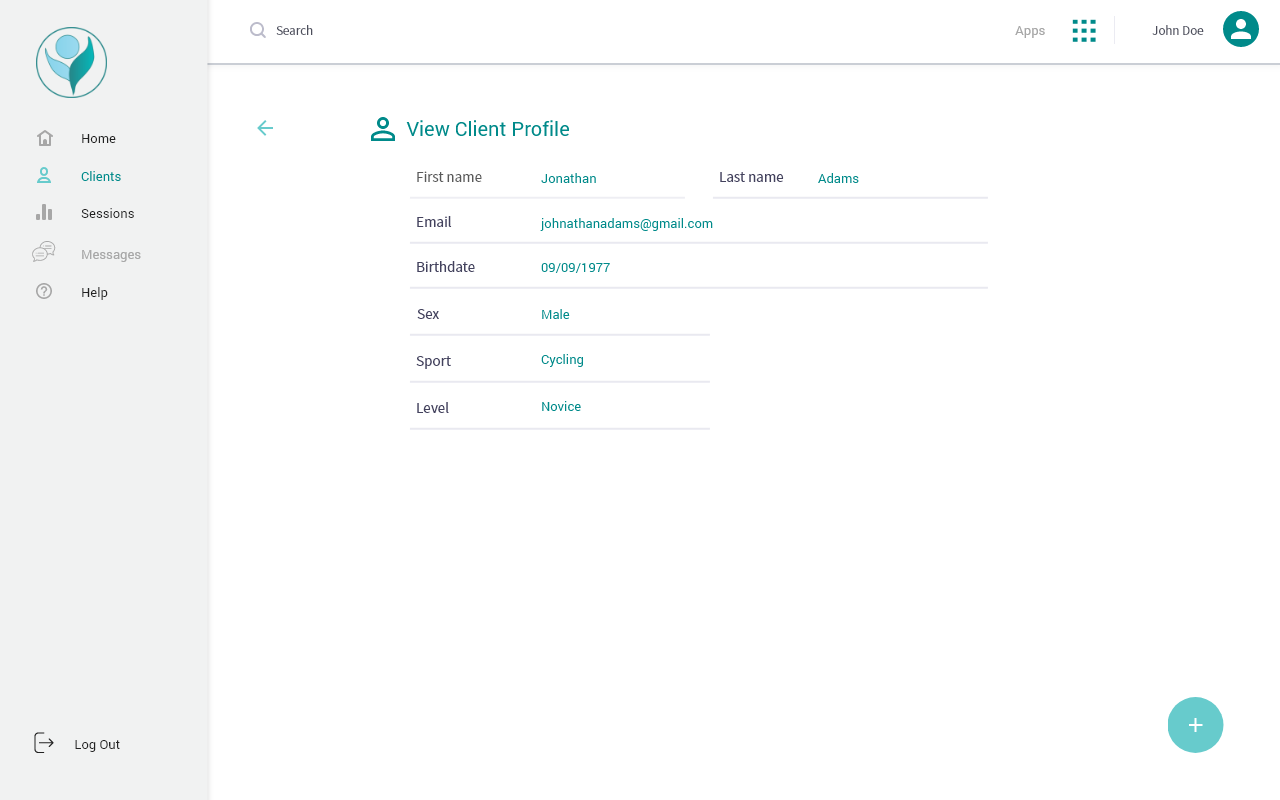 Search
Apps
John Doe
Home
Clients
Sessions
Messages
Help
Log Out
View Client Profile
First name Jonathan Last name Adams
Email johnathanadams@gmail.com
Birthdate 09/09/1977
Sex Male
Sport Cycling
Level Novice
+